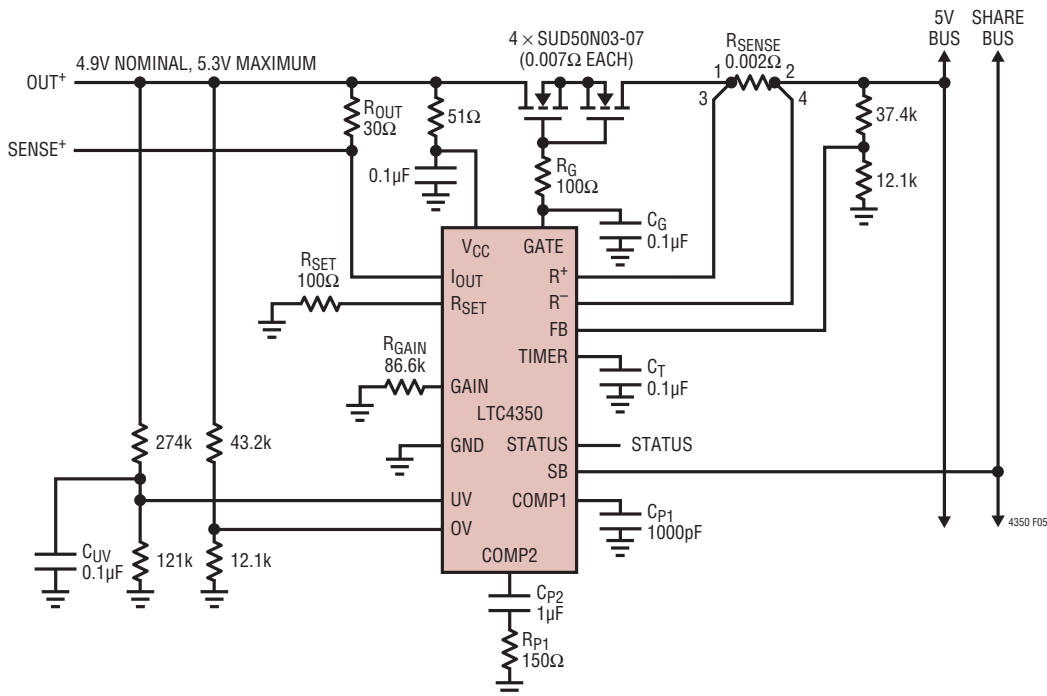 5V
BUS
SHARE
BUS
4 × SUD50N03-07
(0.007Ω EACH)
RSENSE
0.002Ω
4.9V NOMINAL, 5.3V MAXIMUM
OUT+
1
2
3
4
ROUT
30Ω
51Ω
37.4k
SENSE+
0.1µF
RG
100Ω
12.1k
CG
0.1µF
VCC
GATE
RSET
100Ω
IOUT
R+
RSET
R–
FB
RGAIN
86.6k
TIMER
CT
0.1µF
GAIN
LTC4350
274k
43.2k
GND
STATUS
STATUS
SB
UV
COMP1
CP1
1000pF
4350 F05
OV
CUV
0.1µF
121k
12.1k
COMP2
CP2
1µF
RP1
150Ω